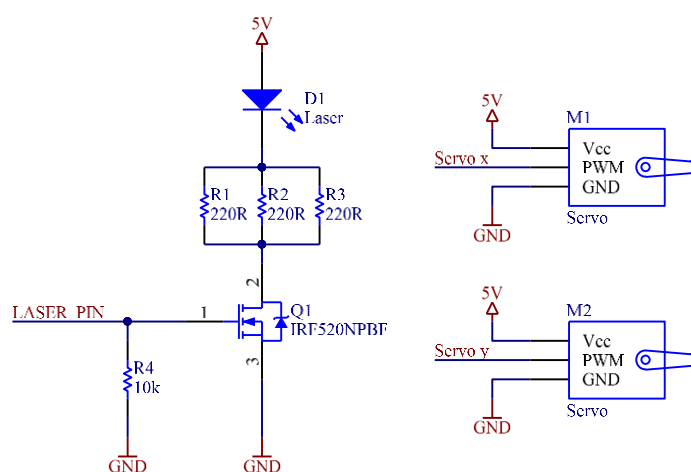 5V
D1
Laser
R1
220R
R2
220R
R3
220R
2
LASER_PIN
1
Q1
IRF520NPBF
3
R4
10k
GND
GND
5V
M1
Servo x
Vcc
PWM
GND
Servo
GND
5V
M2
Servo y
Vcc
PWM
GND
Servo
GND